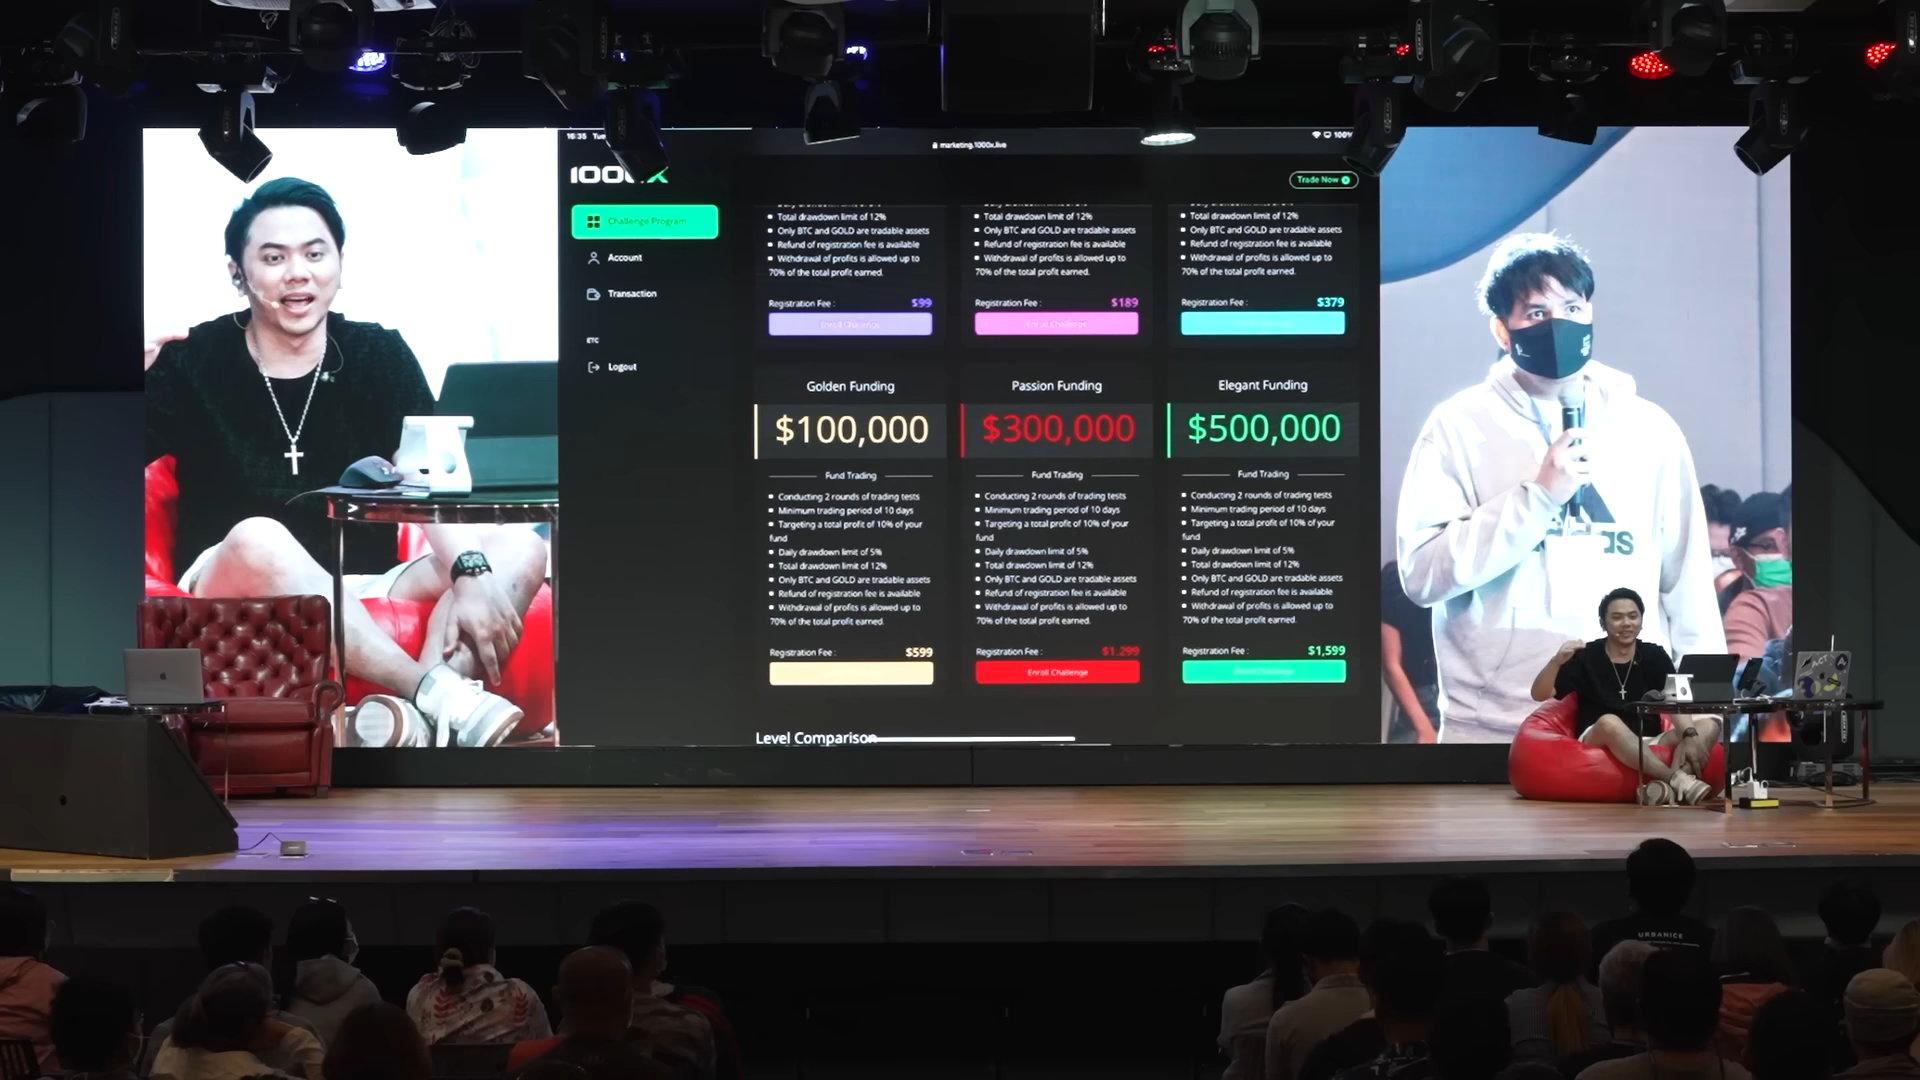 16:35 Tue
marketing.1000x.live
100%
Trade Now
Challenge Program
Account
Transaction
ETC
Logout
Total drawdown limit of 12%
Only BTC and GOLD are tradable assets
Refund of registration fee is available
Withdrawal of profits is allowed up to
70% of the total profit earned.
Registration Fee : $99
Enroll Challenge
Total drawdown limit of 12%
Only BTC and GOLD are tradable assets
Refund of registration fee is available
Withdrawal of profits is allowed up to
70% of the total profit earned.
Registration Fee : $189
Enroll Challenge
Total drawdown limit of 12%
Only BTC and GOLD are tradable assets
Refund of registration fee is available
Withdrawal of profits is allowed up to
70% of the total profit earned.
Registration Fee : $379
Golden Funding
$100,000
Fund Trading
Conducting 2 rounds of trading tests
Minimum trading period of 10 days
Targeting a total profit of 10% of your
fund
Daily drawdown limit of 5%
Total drawdown limit of 12%
Only BTC and GOLD are tradable assets
Refund of registration fee is available
Withdrawal of profits is allowed up to
70% of the total profit earned.
Registration Fee : $599
Passion Funding
$300,000
Fund Trading
Conducting 2 rounds of trading tests
Minimum trading period of 10 days
Targeting a total profit of 10% of your
fund
Daily drawdown limit of 5%
Total drawdown limit of 12%
Only BTC and GOLD are tradable assets
Refund of registration fee is available
Withdrawal of profits is allowed up to
70% of the total profit earned.
Registration Fee : $1,299
Enroll Challenge
Elegant Funding
$500,000
Fund Trading
Conducting 2 rounds of trading tests
Minimum trading period of 10 days
Targeting a total profit of 10% of your
fund
Daily drawdown limit of 5%
Total drawdown limit of 12%
Only BTC and GOLD are tradable assets
Refund of registration fee is available
Withdrawal of profits is allowed up to
70% of the total profit earned.
Registration Fee : $1,599
Level Comparison
ACT
URBANICE